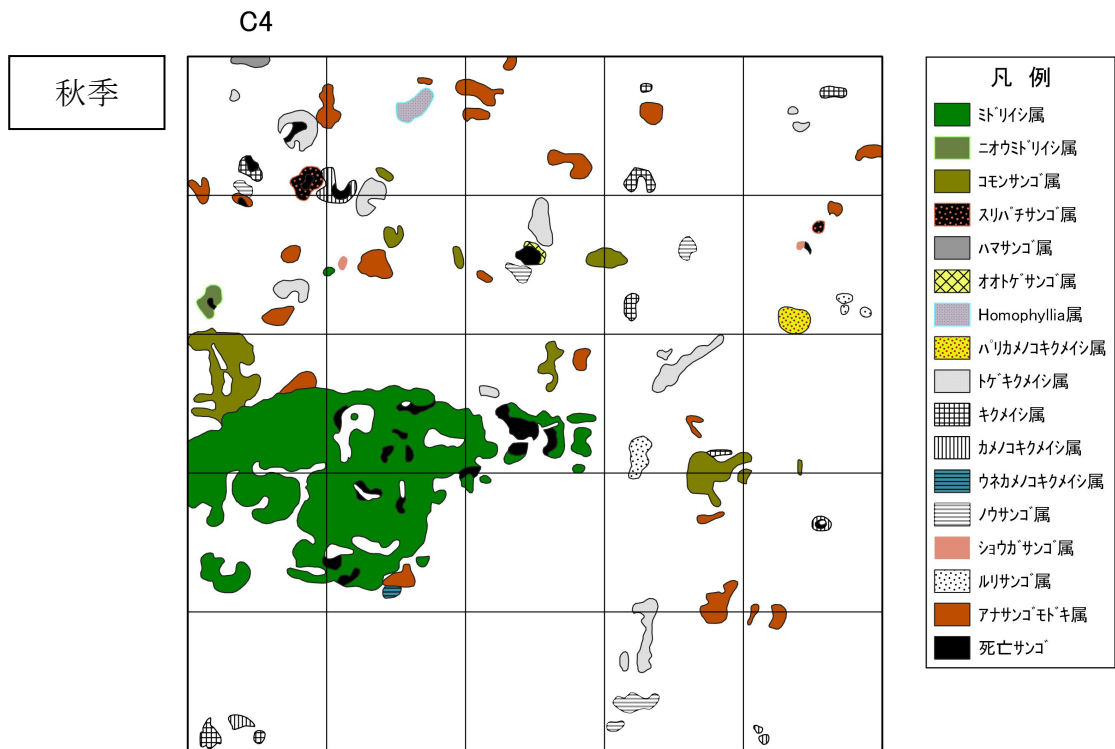 C4
秋季
凡 例
ミドリイシ属
ニオウミドリイシ属
コモンサンゴ属
スリバチサンゴ属
ハマサンゴ属
オオトゲサンゴ属
Homophyllia属
パリカメノコキクメイシ属
トゲキクメイシ属
キクメイシ属
カメノコキクメイシ属
ウネカメノコキクメイシ属
ノウサンゴ属
ショウガサンゴ属
ルリサンゴ属
アナサンゴモドキ属
死亡サンゴ